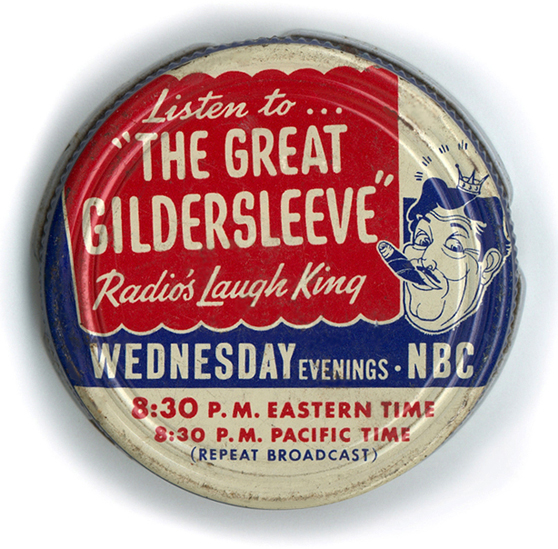 Listen to...
"THE GREAT
GILDERSLEEVE"
Radio's Laugh King
WEDNESDAY EVENINGS · NBC
8:30 P.M. EASTERN TIME
8:30 P.M. PACIFIC TIME
(REPEAT BROADCAST)